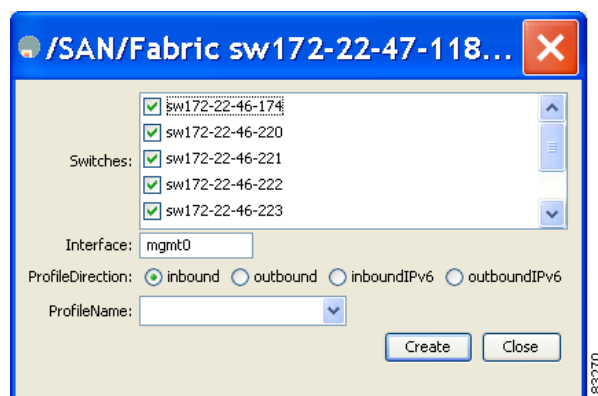 /SAN/Fabric sw172-22-47-118...
sw172-22-46-174
sw172-22-46-220
Switches:
sw172-22-46-221
sw172-22-46-222
sw172-22-46-223
Interface: mgmt0
ProfileDirection: inbound outbound inboundIPv6 outboundIPv6
ProfileName:
Create Close
83270